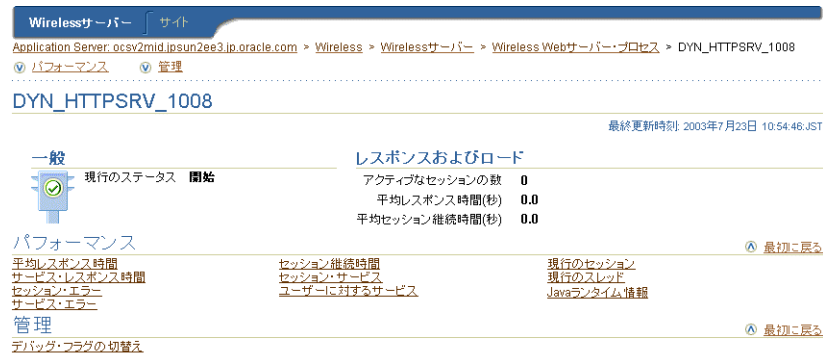 Wirelessサーバー サイト
Application Server: ocsv2mid.jpsun2ee3.jp.oracle.com > Wireless > Wirelessサーバー > Wireless Webサーバー・プロセス > DYN_HTTPSRV_1008
パフォーマンス 管理
DYN_HTTPSRV_1008
最終更新時刻: 2003年7月23日 10:54:46:JST
一般 レスポンスおよびロード
現行のステータス 開始 アクティブなセッションの数 0
平均レスポンス時間(秒) 0.0
平均セッション継続時間(秒) 0.0
パフォーマンス 最初に戻る
平均レスポンス時間 セッション継続時間 現行のセッション
サービス・レスポンス時間 セッション・サービス 現行のスレッド
セッション・エラー ユーザーに対するサービス Javaランタイム情報
サービス・エラー
管理 最初に戻る
デバッグ・フラグの切替え